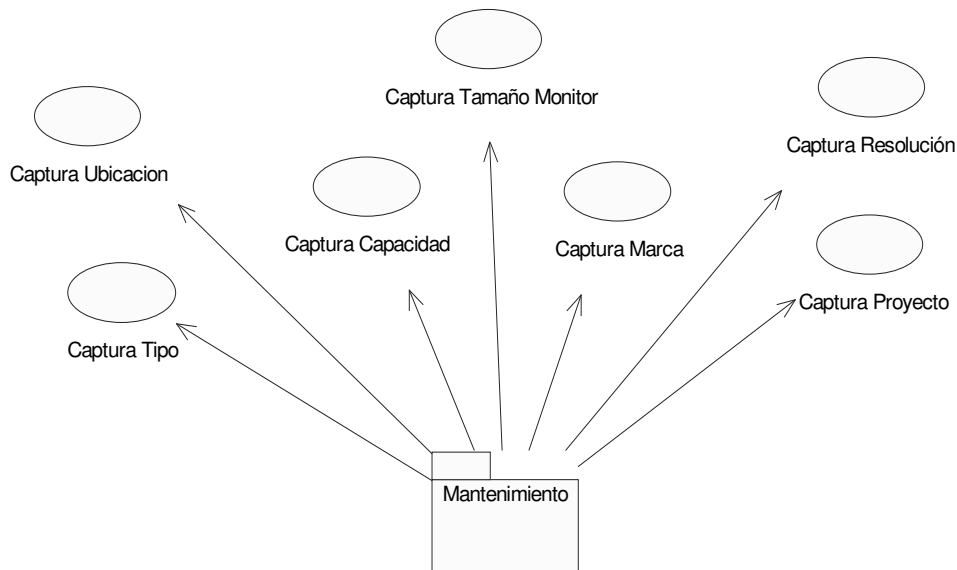 Captura Tamaño Monitor
Captura Resolución
Captura Ubicacion
Captura Capacidad
Captura Marca
Captura Proyecto
Captura Tipo
Mantenimiento